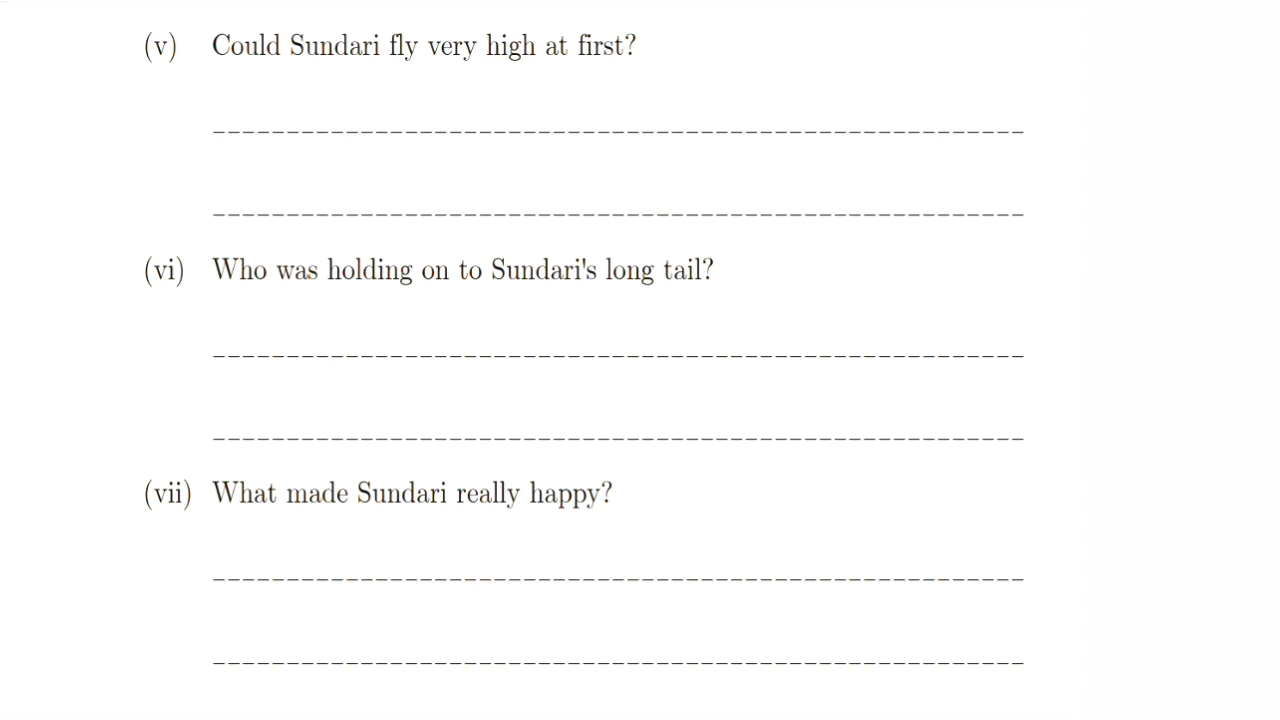 (v) Could Sundari fly very high at first?
(vi) Who was holding on to Sundari's long tail?
(vii) What made Sundari really happy?